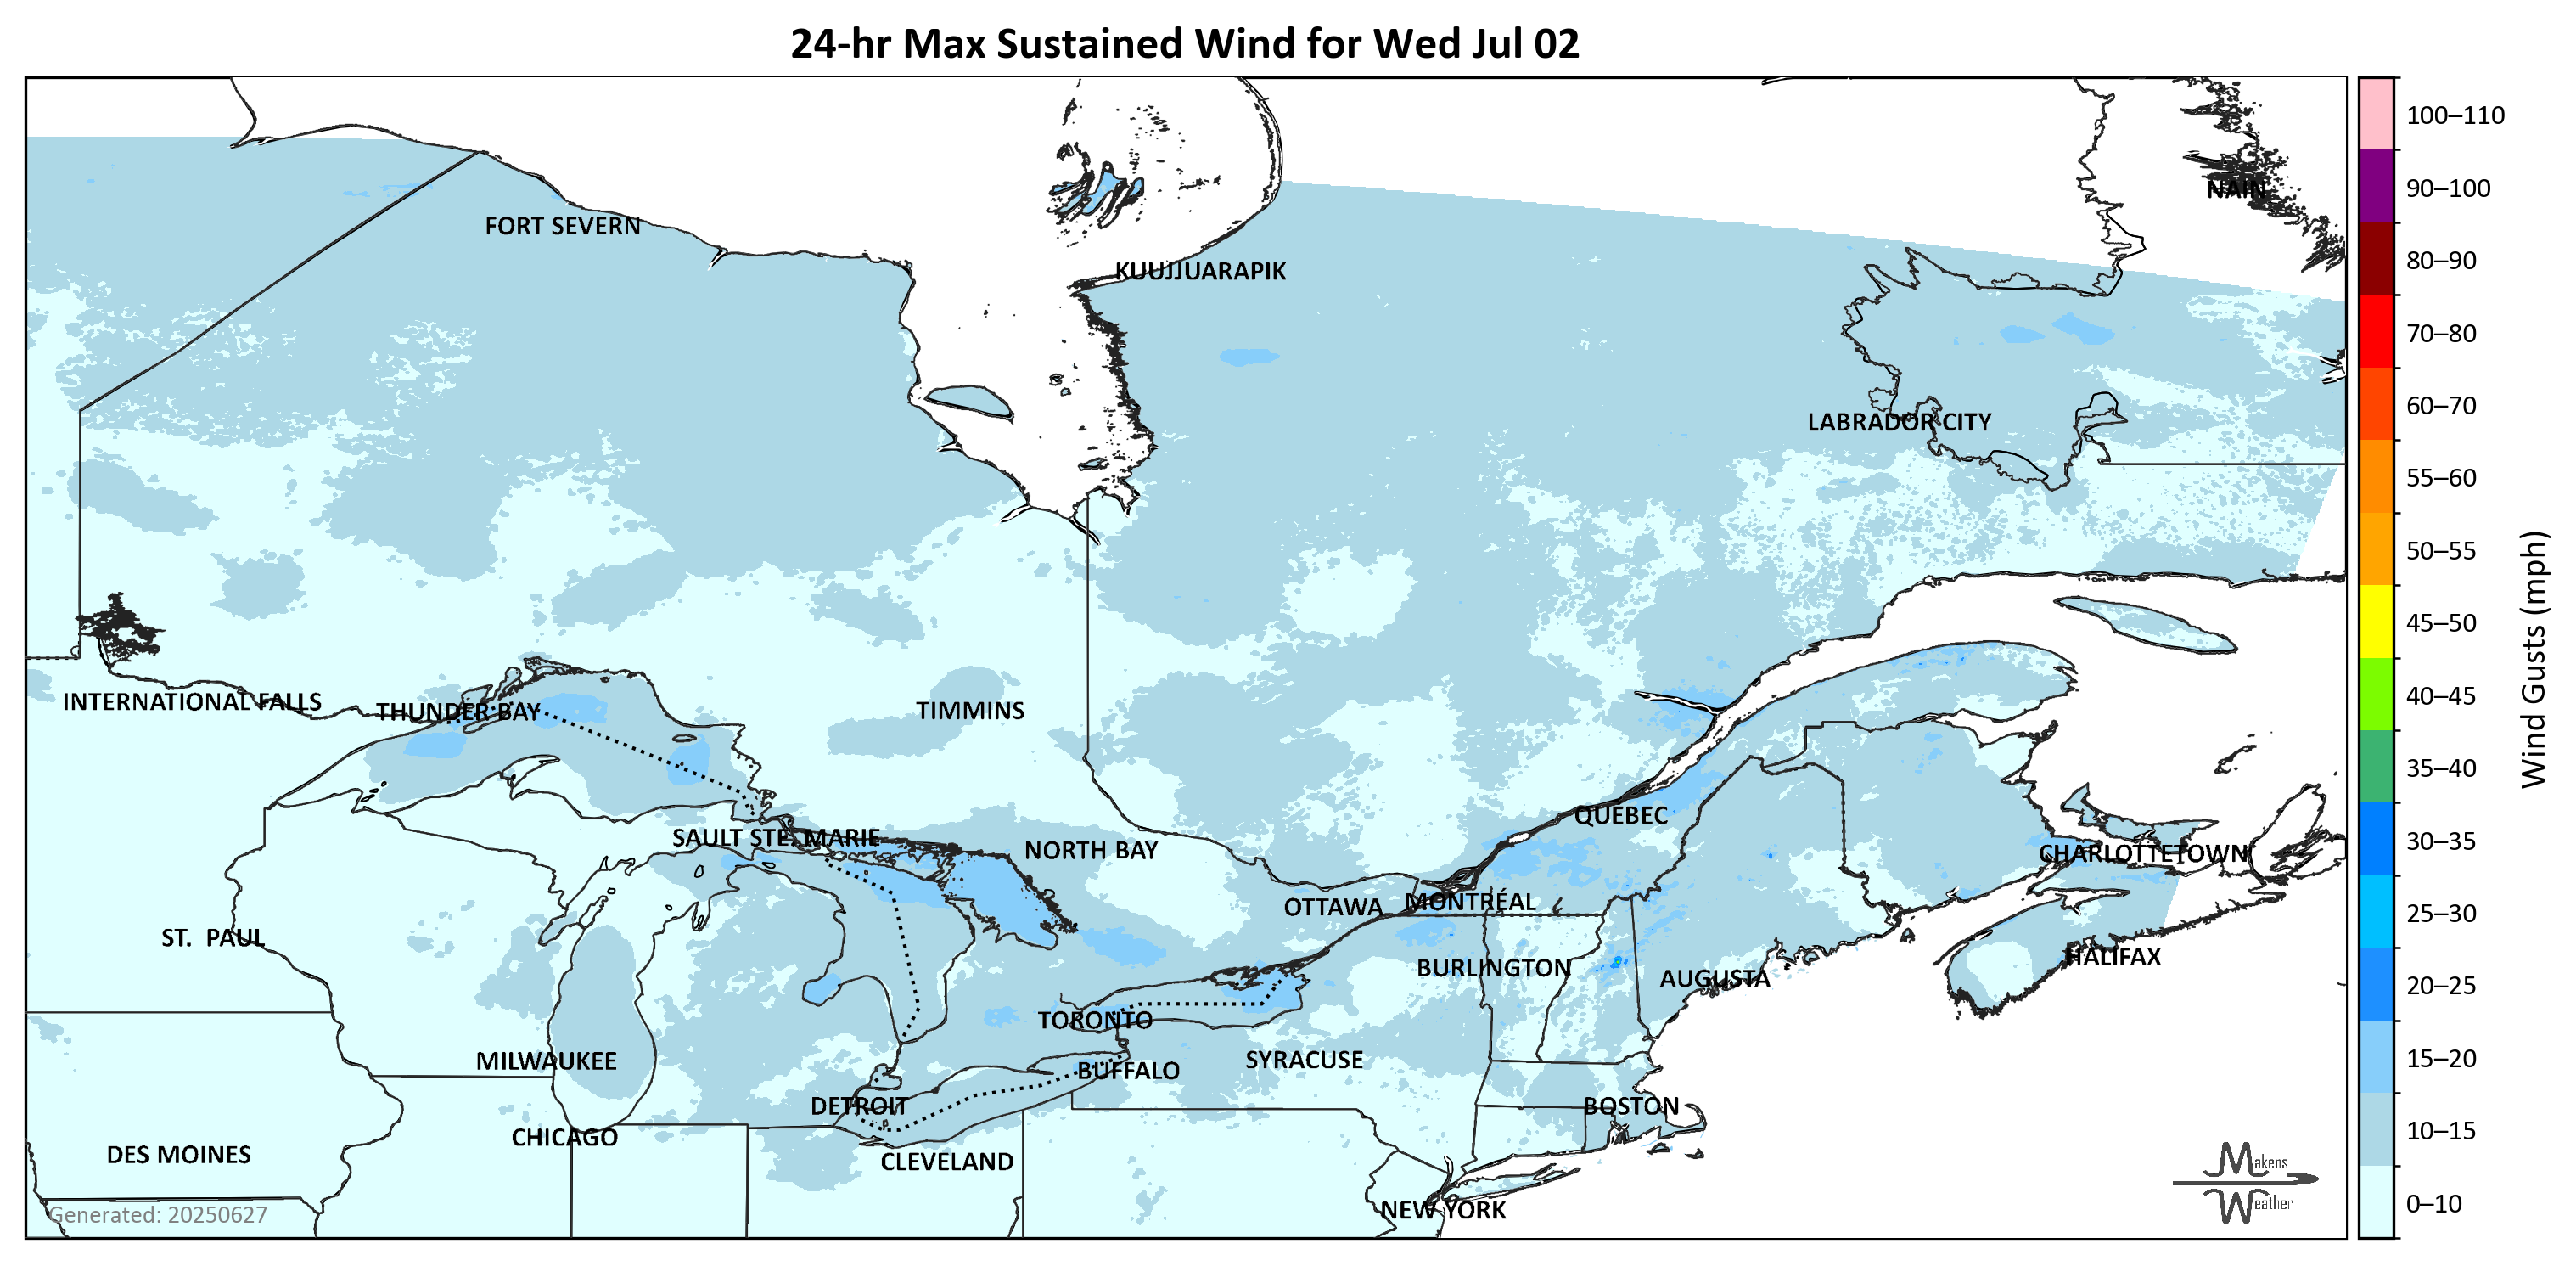 24-hr Max Sustained Wind for Wed Jul 02
100–110
90–100
80–90
70–80
60–70
55–60
50–55
45–50
40–45
35–40
30–35
25–30
20–25
15–20
10–15
0–10
Wind Gusts (mph)
NAIN
FORT SEVERN
KUUJJUARAPIK
LABRADOR CITY
INTERNATIONAL FALLS
THUNDER BAY
TIMMINS
QUÉBEC
SAULT STE. MARIE
NORTH BAY
CHARLOTTETOWN
OTTAWA
MONTRÉAL
ST. PAUL
HALIFAX
BURLINGTON
AUGUSTA
TORONTO
MILWAUKEE
SYRACUSE
BUFFALO
DETROIT
BOSTON
CHICAGO
DES MOINES
CLEVELAND
NEW YORK
Generated: 20250627
Makens
Weather